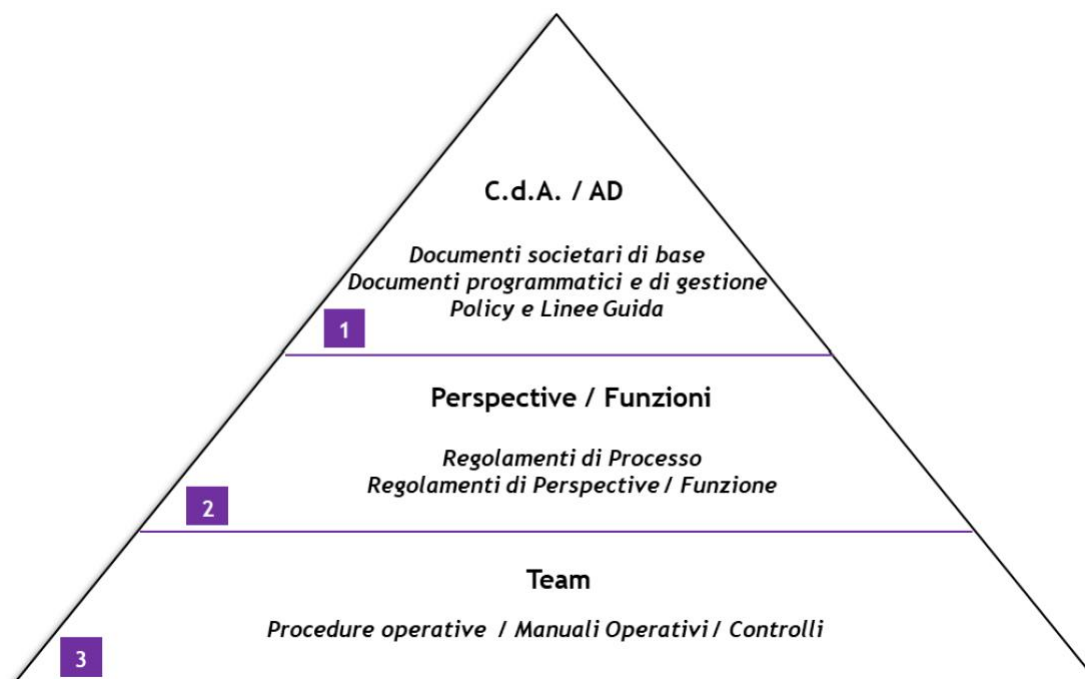 C.d.A. / AD
Documenti societari di base
Documenti programmatici e di gestione
Policy e Linee Guida
1
Perspective / Funzioni
Regolamenti di Processo
Regolamenti di Perspective / Funzione
2
Team
Procedure operative / Manuali Operativi / Controlli
3